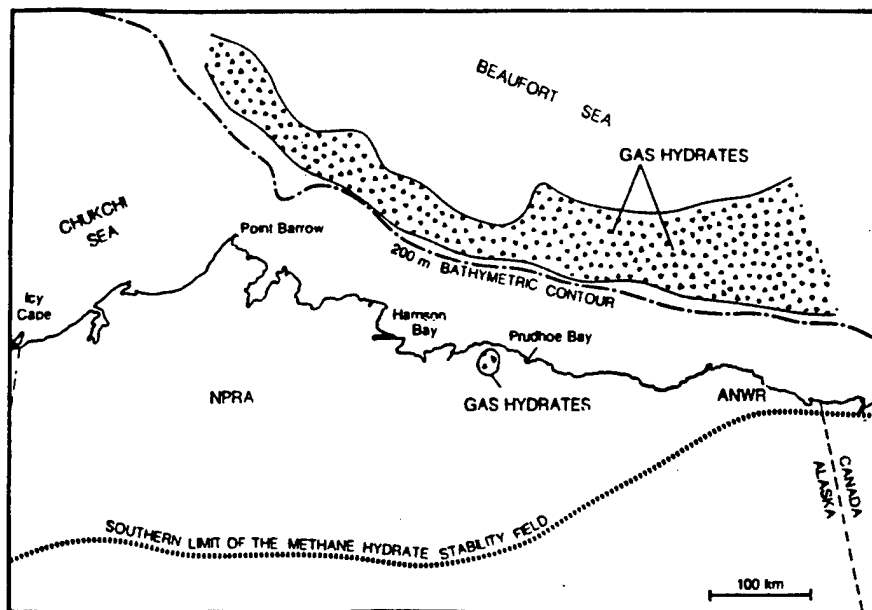 BEAUFORT SEA
GAS HYDRATES
CHUKCHI
SEA
Point Barrow
200 m BATHYMETRIC CONTOUR
Icy
Cape
Harrison
Bay
Prudhoe Bay
NPRA
GAS HYDRATES
ANWR
CANADA
ALASKA
SOUTHERN LIMIT OF THE METHANE HYDRATE STABILITY FIELD
100 km